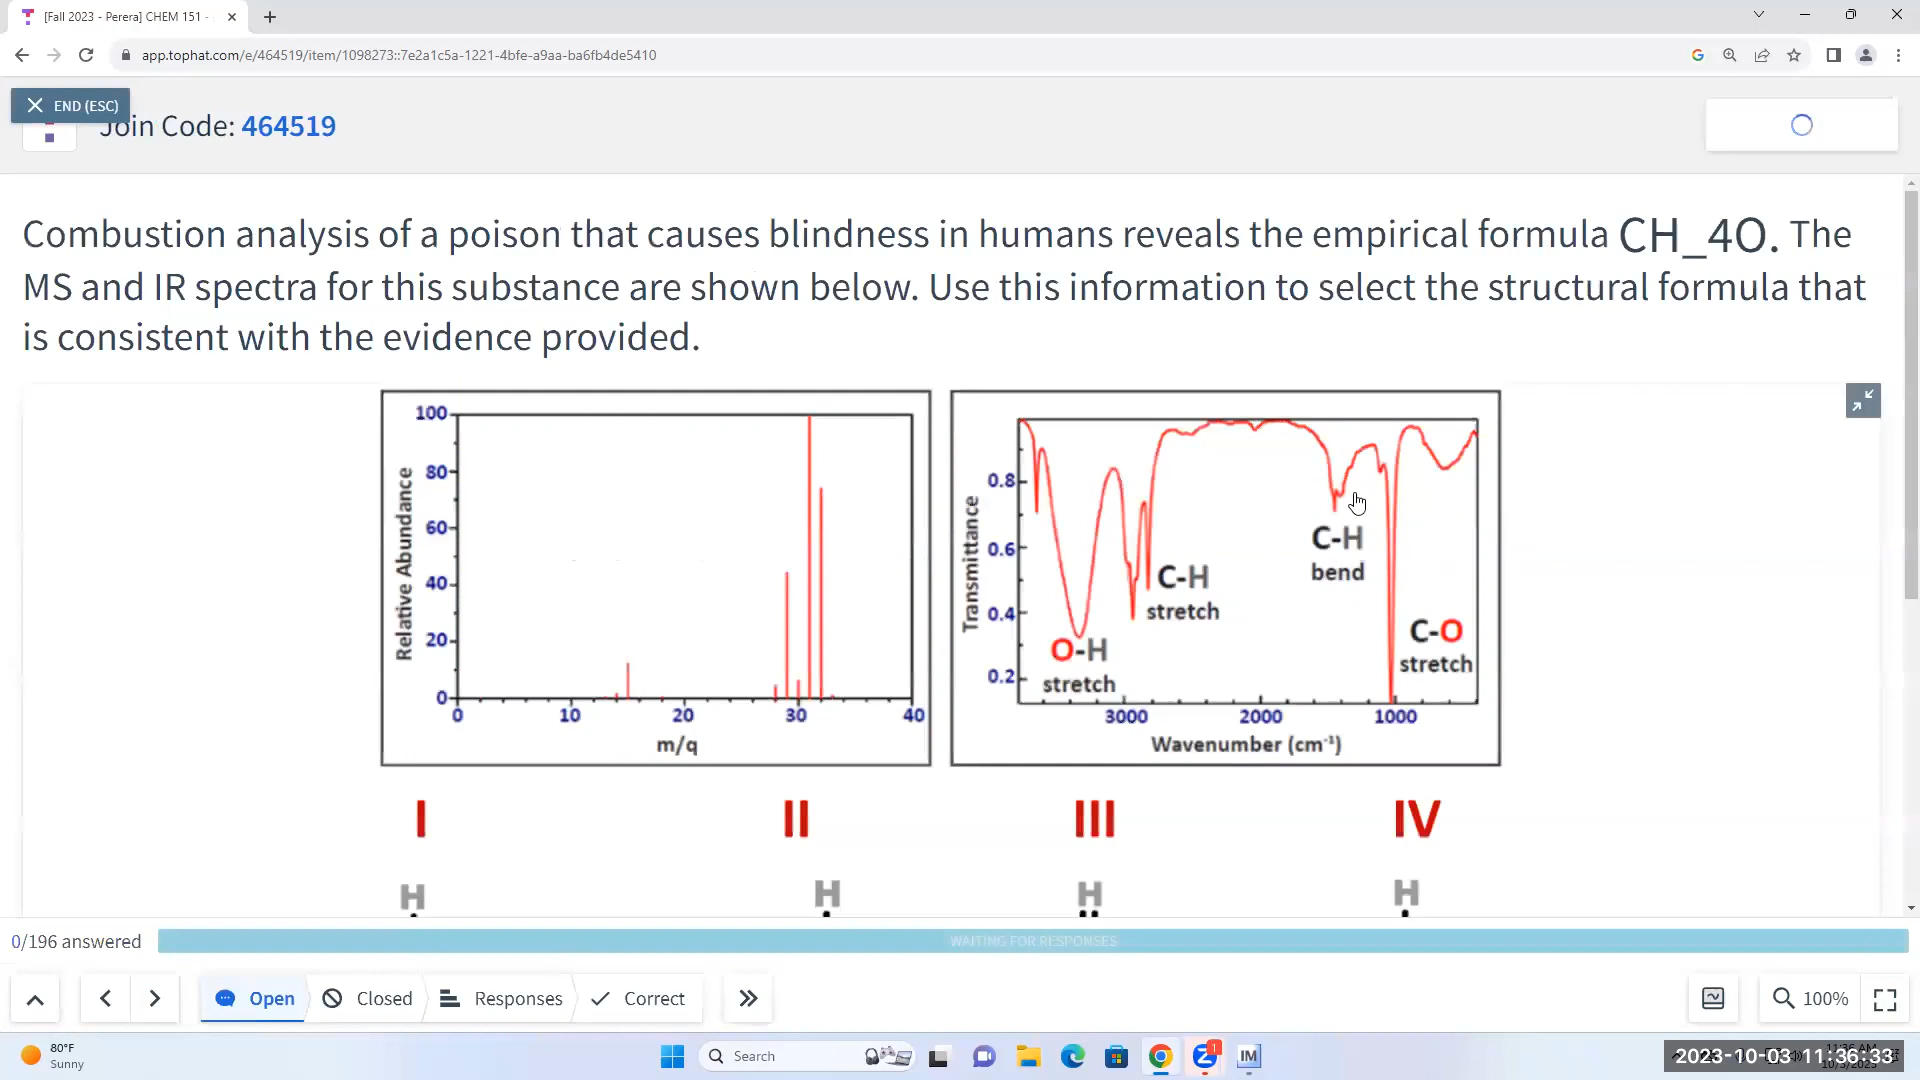 [Fall 2023 - Perera] CHEM 151 -
app.tophat.com/e/464519/item/1098273::7e2a1c5a-1221-4bfe-a9aa-ba6fb4de5410
END (ESC)
Join Code: 464519
Combustion analysis of a poison that causes blindness in humans reveals the empirical formula CH_4O. The
MS and IR spectra for this substance are shown below. Use this information to select the structural formula that
is consistent with the evidence provided.
100
80
60
40
20
0
Relative Abundance
0 10 20 30 40
m/q
0.8
0.6
0.4
0.2
Transmittance
O-H
stretch
C-H
stretch
C-H
bend
C-O
stretch
3000 2000 1000
Wavenumber (cm⁻¹)
I II III IV
H H H H
0/196 answered
WAITING FOR RESPONSES
Open Closed Responses Correct
100%
80°F
Sunny
Search
1
IM
2023-10-03 11:36:33